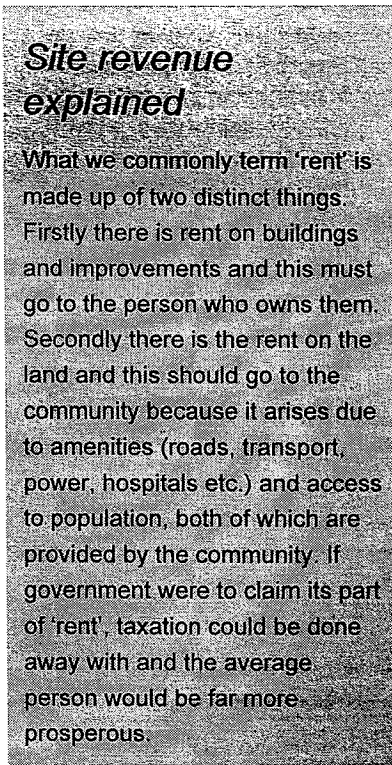 Site revenue
explained
What we commonly term 'rent' is
made up of two distinct things.
Firstly there is rent on buildings
and improvements and this must
go to the person who owns them.
Secondly there is the rent on the
land and this should go to the
community because it arises due
to amenities (roads, transport,
power, hospitals etc.) and access
to population, both of which are
provided by the community. If
government were to claim its part
of 'rent', taxation could be done
away with and the average
person would be far more
prosperous.